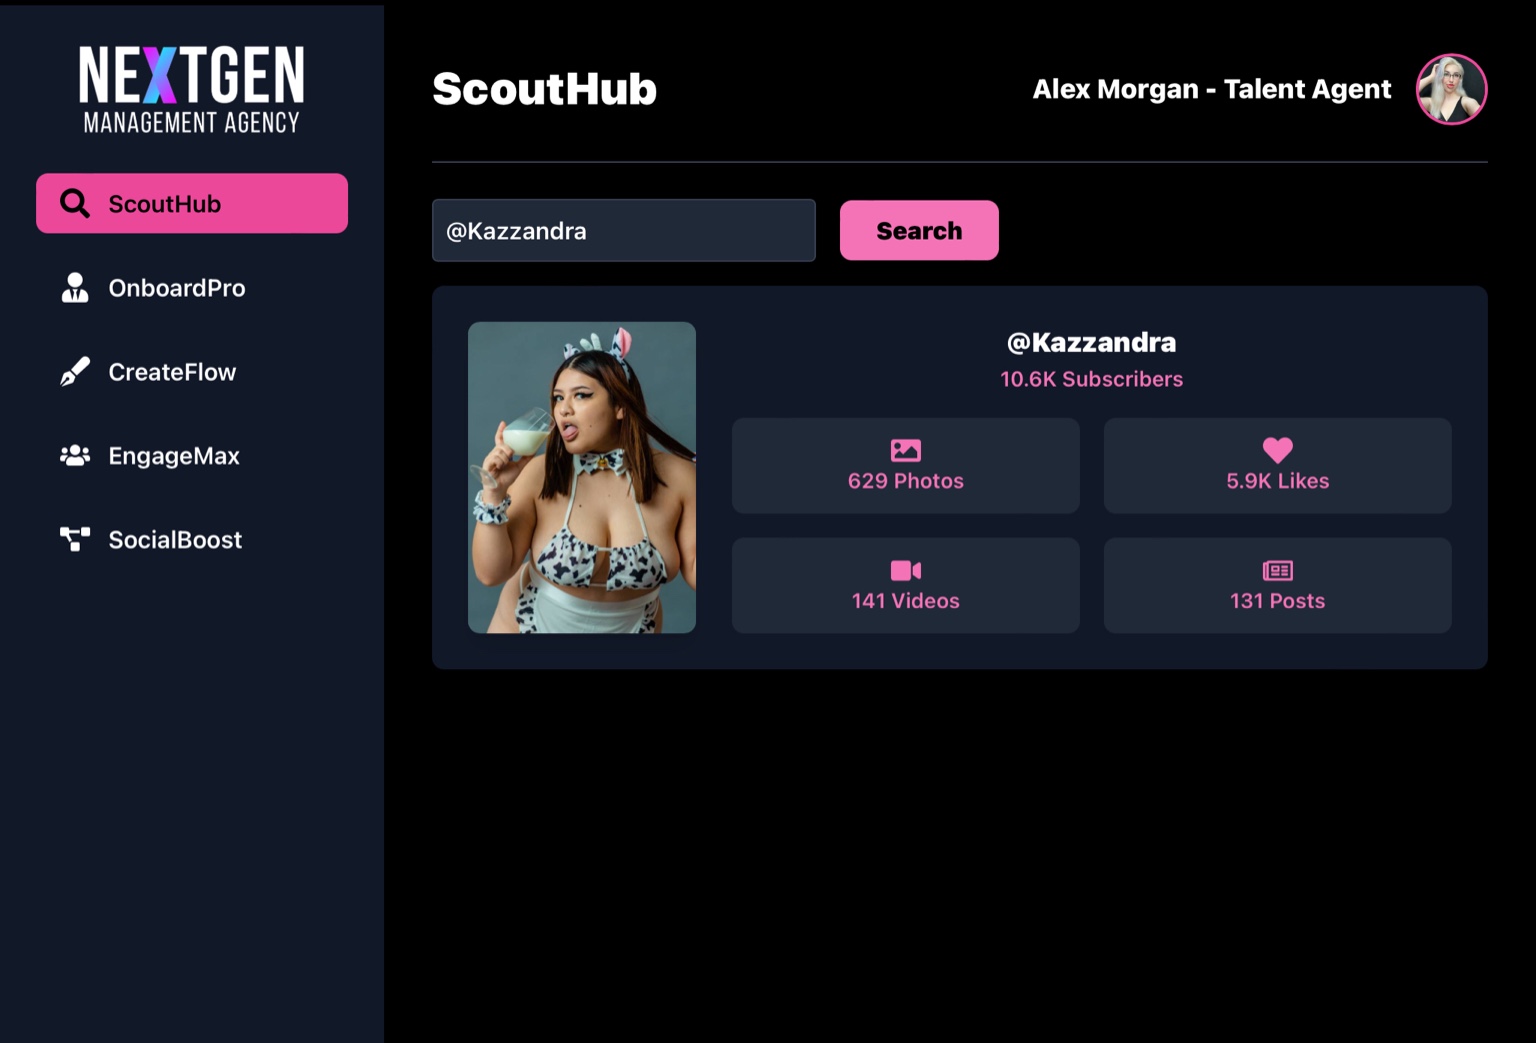 NEXTGEN
MANAGEMENT AGENCY
ScoutHub
OnboardPro
CreateFlow
EngageMax
SocialBoost
ScoutHub
Alex Morgan - Talent Agent
@Kazzandra
Search
@Kazzandra
10.6K Subscribers
629 Photos
5.9K Likes
141 Videos
131 Posts